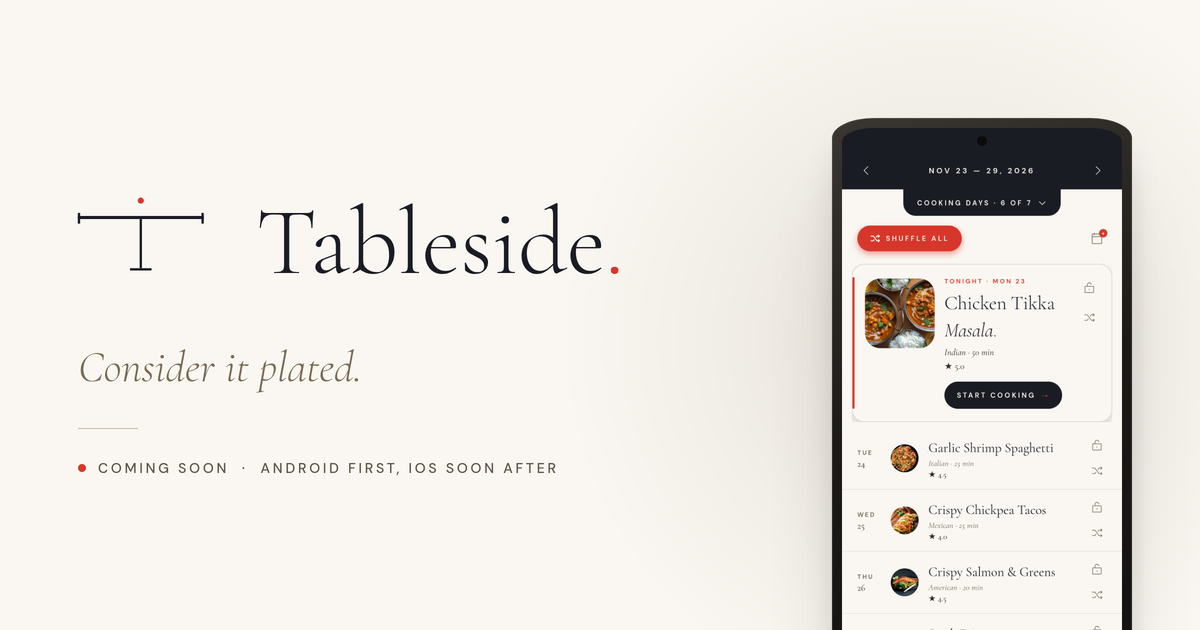 Tableside.
Consider it plated.
COMING SOON · ANDROID FIRST, IOS SOON AFTER
NOV 23 — 29, 2026
COOKING DAYS · 6 OF 7
SHUFFLE ALL
TONIGHT · MON 23
Chicken Tikka
Masala.
Indian · 50 min
★ 5.0
START COOKING →
TUE
24
Garlic Shrimp Spaghetti
Italian · 25 min
★ 4.5
WED
25
Crispy Chickpea Tacos
Mexican · 25 min
★ 4.0
THU
26
Crispy Salmon & Greens
American · 20 min
★ 4.5